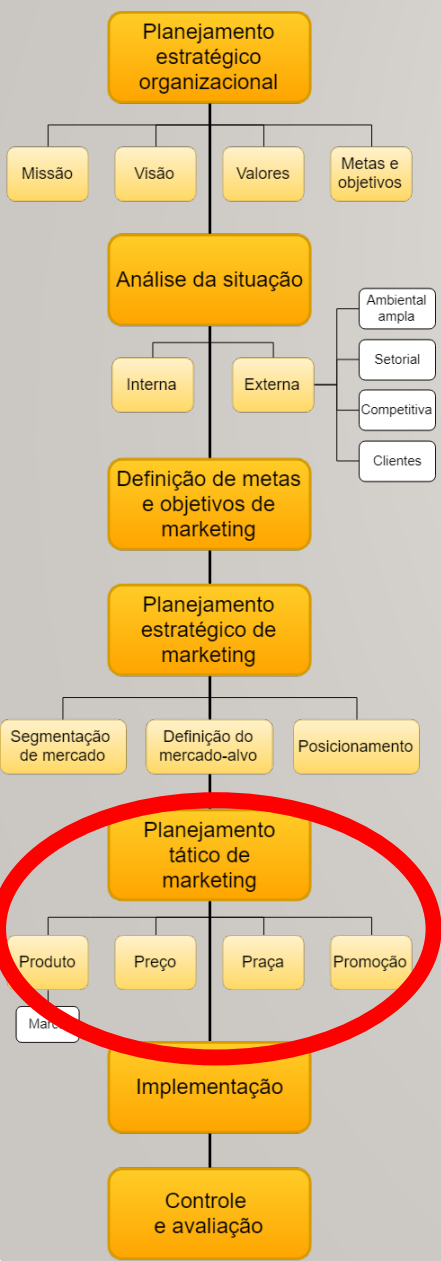 Planejamento
estratégico
organizacional
Missão
Visão
Valores
Metas e
objetivos
Análise da situação
Interna
Externa
Ambiental
ampla
Setorial
Competitiva
Clientes
Definição de metas
e objetivos de
marketing
Planejamento
estratégico de
marketing
Segmentação
de mercado
Definição do
mercado-alvo
Posicionamento
Planejamento
tático de
marketing
Produto
Preço
Praça
Promoção
Implementação
Controle
e avaliação